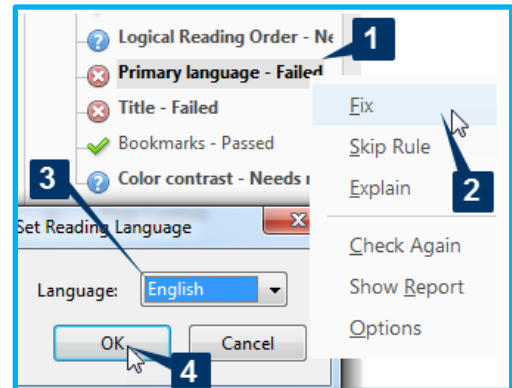 Logical Reading Order - Ne
1
Primary language - Failed
Title - Failed
Bookmarks - Passed
Color contrast - Needs
Fix
2
Skip Rule
Explain
Check Again
Show Report
Options
3
Set Reading Language
Language: English
OK Cancel
4